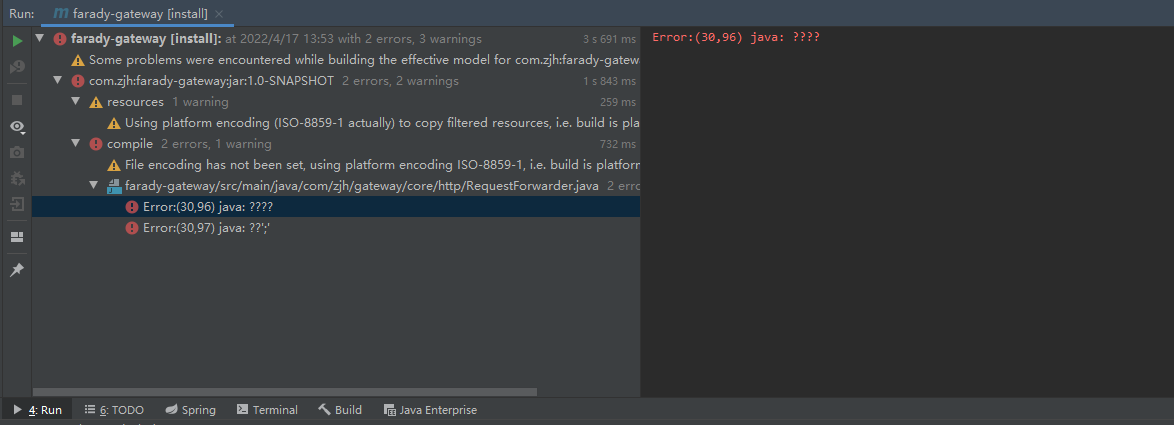 Run: farady-gateway [install]
farady-gateway [install]: at 2022/4/17 13:53 with 2 errors, 3 warnings 3 s 691 ms
Error:(30,96) java: ????
Some problems were encountered while building the effective model for com.zjh:farady-gatew
com.zjh:farady-gateway:jar:1.0-SNAPSHOT 2 errors, 2 warnings 1 s 843 ms
resources 1 warning 259 ms
Using platform encoding (ISO-8859-1 actually) to copy filtered resources, i.e. build is pla
compile 2 errors, 1 warning 732 ms
File encoding has not been set, using platform encoding ISO-8859-1, i.e. build is platform
farady-gateway/src/main/java/com/zjh/gateway/core/http/RequestForwarder.java 2 erro
Error:(30,96) java: ????
Error:(30,97) java: ??';'
4: Run 6: TODO Spring Terminal Build Java Enterprise